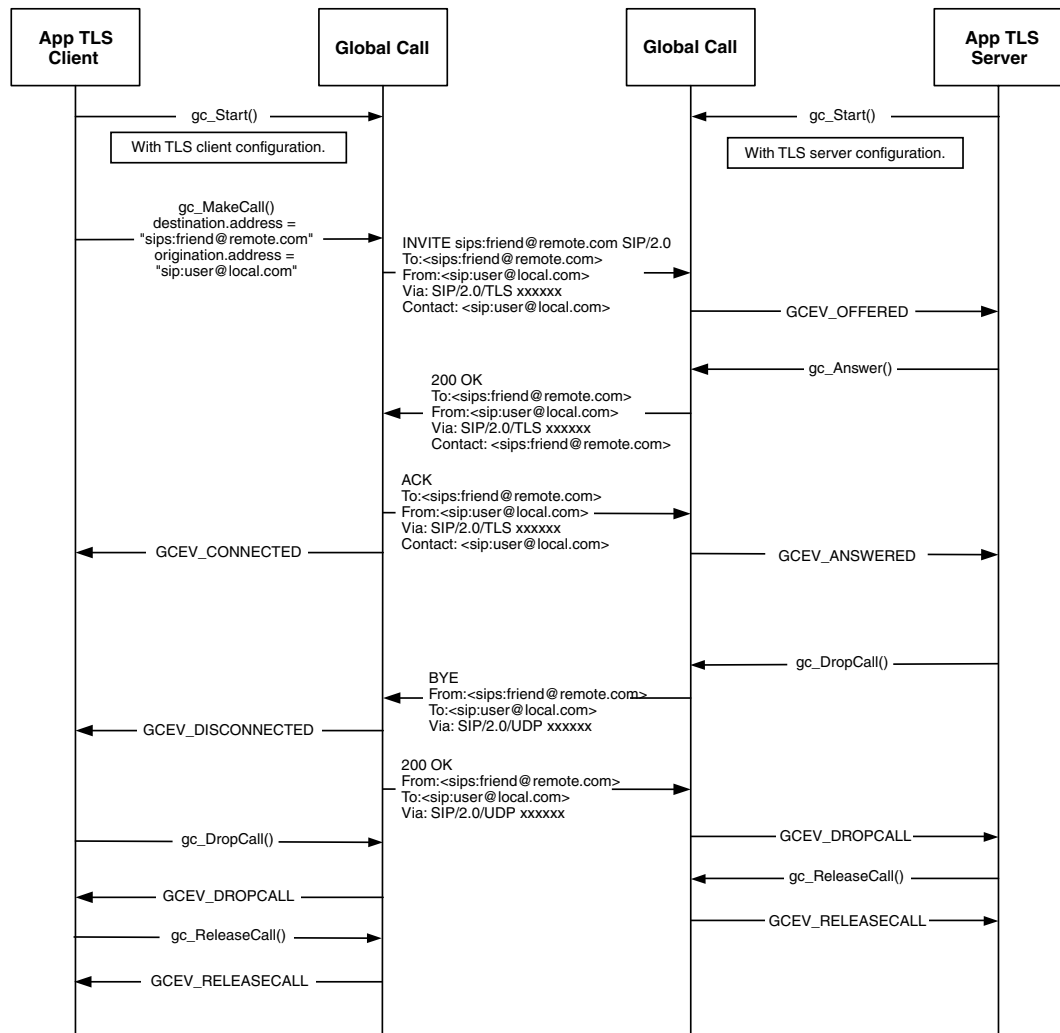 App TLS
Client
Global Call
Global Call
App TLS
Server
gc_Start()
gc_Start()
With TLS client configuration.
With TLS server configuration.
gc_MakeCall()
destination.address =
"sips:friend@remote.com"
origination.address =
"sip:user@local.com"
INVITE sips:friend@remote.com SIP/2.0
To:<sips:friend@remote.com>
From:<sip:user@local.com>
Via: SIP/2.0/TLS xxxxxx
Contact: <sip:user@local.com>
GCEV_OFFERED
gc_Answer()
200 OK
To:<sips:friend@remote.com>
From:<sip:user@local.com>
Via: SIP/2.0/TLS xxxxxx
Contact: <sips:friend@remote.com>
ACK
To:<sips:friend@remote.com>
From:<sip:user@local.com>
Via: SIP/2.0/TLS xxxxxx
Contact: <sip:user@local.com>
GCEV_CONNECTED
GCEV_ANSWERED
gc_DropCall()
BYE
From:<sips:friend@remote.com>
To:<sip:user@local.com>
Via: SIP/2.0/UDP xxxxxx
GCEV_DISCONNECTED
200 OK
From:<sips:friend@remote.com>
To:<sip:user@local.com>
Via: SIP/2.0/UDP xxxxxx
gc_DropCall()
GCEV_DROPCALL
gc_ReleaseCall()
GCEV_DROPCALL
GCEV_RELEASECALL
gc_ReleaseCall()
GCEV_RELEASECALL